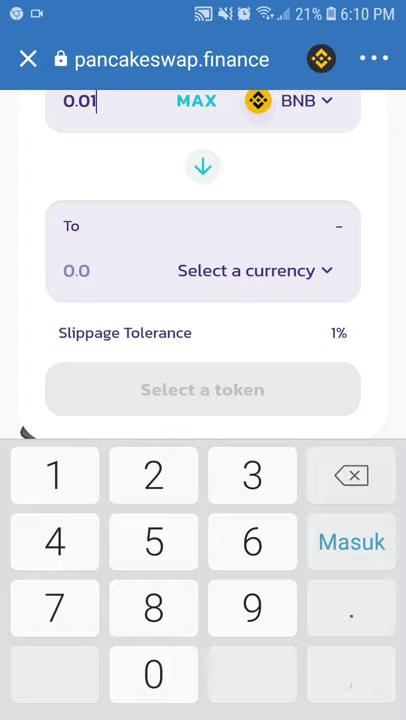 21% 6:10 PM
pancakeswap.finance
0.01 MAX BNB
To -
0.0 Select a currency
Slippage Tolerance 1%
Select a token
1 2 3
4 5 6 Masuk
7 8 9 .
0 ,